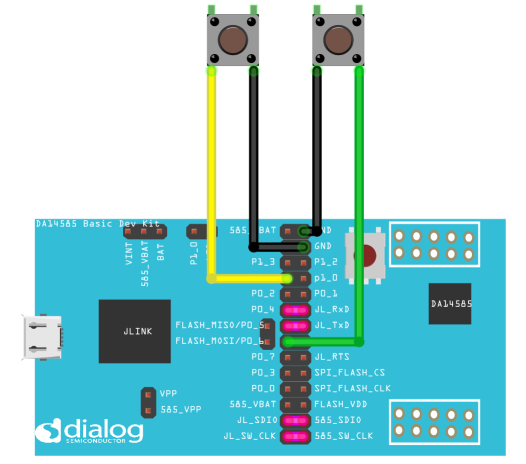 DA14585 Basic Dev Kit
VINT
585_VBAT
BAT
P1_0
585_VBAT
GND
GND
P1_3 P1_2
p1_0
P0_2 P0_1
P0_4 JL_RxD
FLASH_MISO/P0_5 JL_TxD
FLASH_MOSI/P0_6
P0_7 JL_RTS
P0_3 SPI_FLASH_CS
P0_0 SPI_FLASH_CLK
585_VBAT FLASH_VDD
JL_SDIO 585_SDIO
JL_SW_CLK 585_SW_CLK
JLINK
DA14585
VPP
585_VPP
dialog
SEMICONDUCTOR